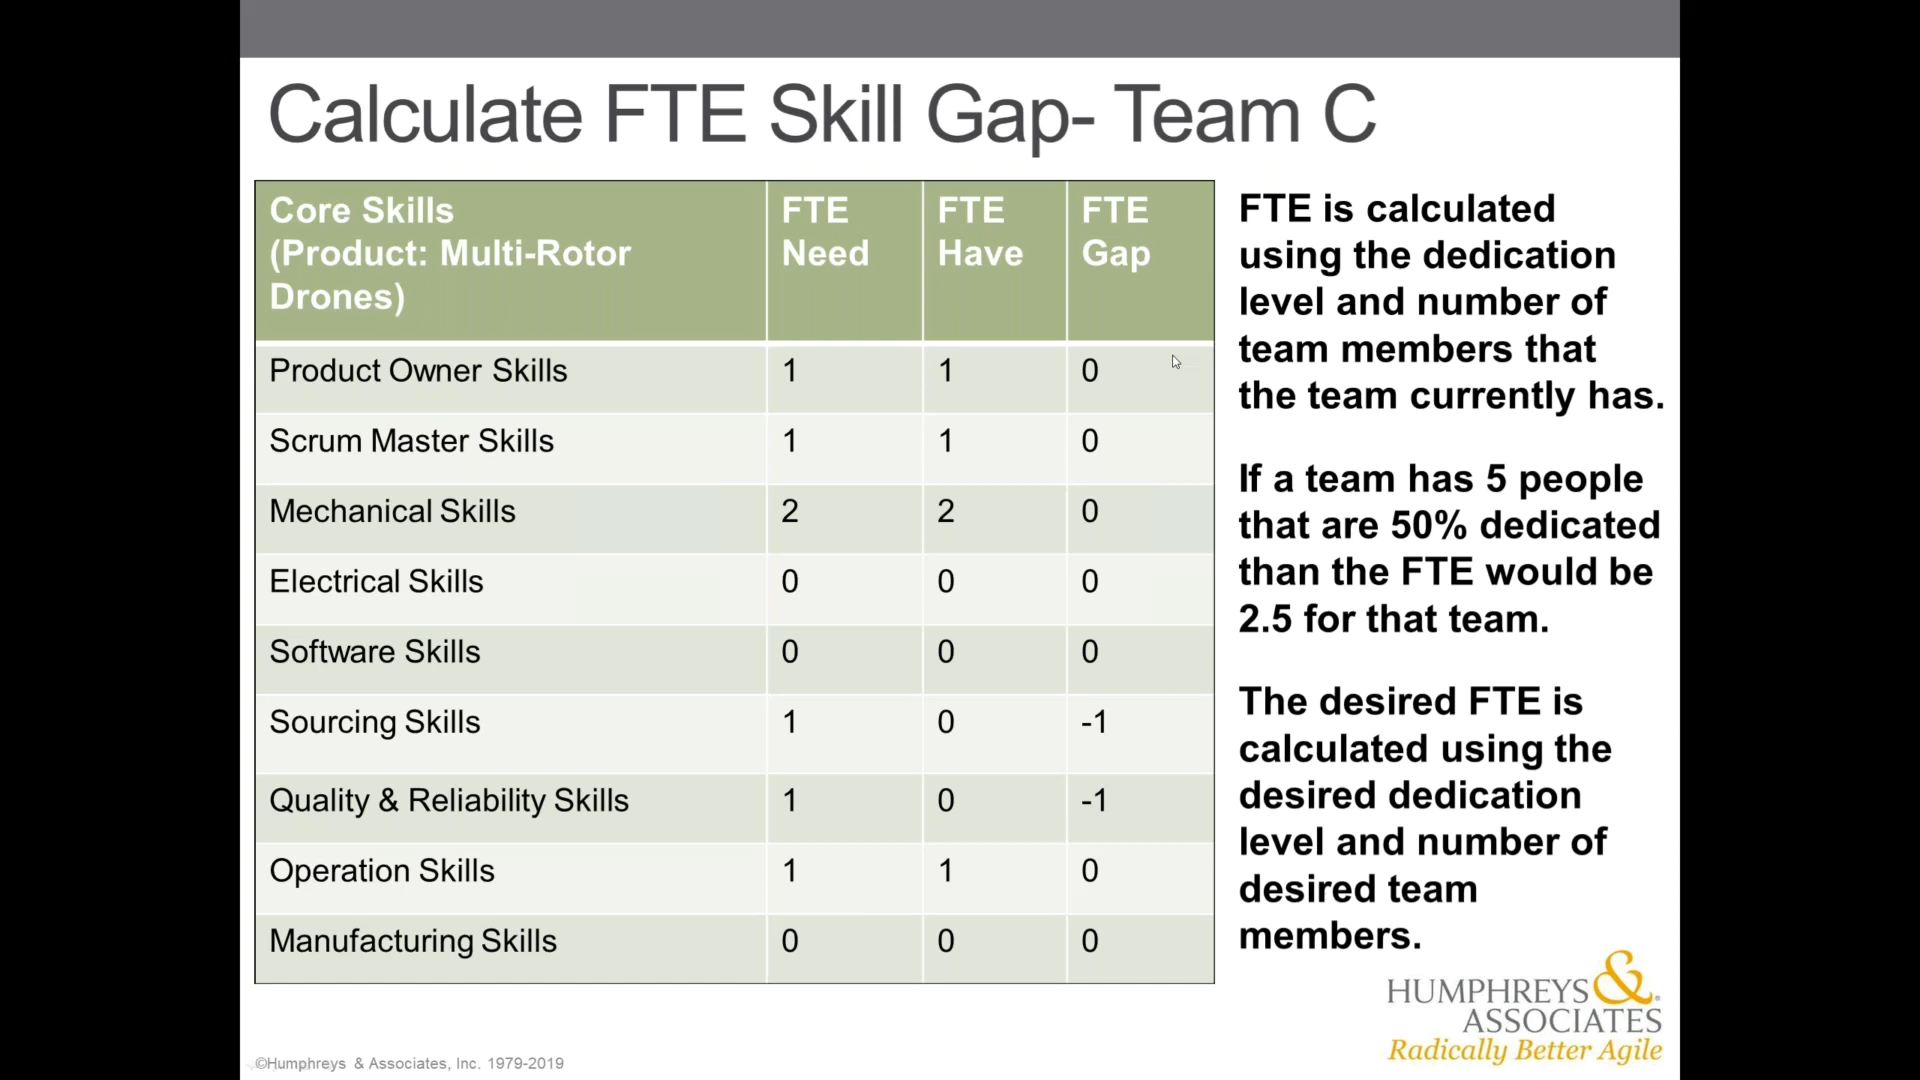 Calculate FTE Skill Gap- Team C
Core Skills
(Product: Multi-Rotor
Drones)
FTE
Need
FTE
Have
FTE
Gap
Product Owner Skills 1 1 0
Scrum Master Skills 1 1 0
Mechanical Skills 2 2 0
Electrical Skills 0 0 0
Software Skills 0 0 0
Sourcing Skills 1 0 -1
Quality & Reliability Skills 1 0 -1
Operation Skills 1 1 0
Manufacturing Skills 0 0 0
FTE is calculated
using the dedication
level and number of
team members that
the team currently has.
If a team has 5 people
that are 50% dedicated
than the FTE would be
2.5 for that team.
The desired FTE is
calculated using the
desired dedication
level and number of
desired team
members.
HUMPHREYS &®
ASSOCIATES
Radically Better Agile
©Humphreys & Associates, Inc. 1979-2019